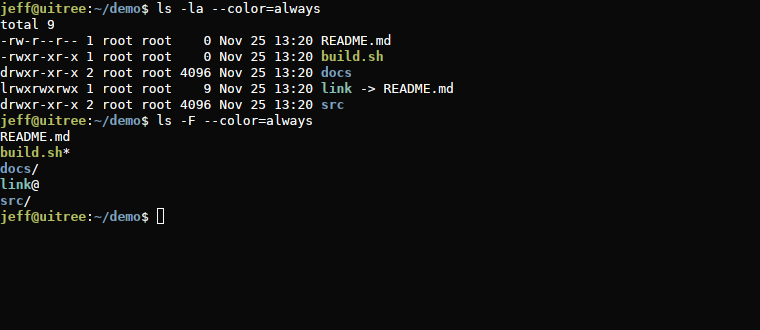 jeff@uitree:~/demo$ ls -la --color=always
total 9
-rw-r--r-- 1 root root    0 Nov 25 13:20 README.md
-rwxr-xr-x 1 root root    0 Nov 25 13:20 build.sh
drwxr-xr-x 2 root root 4096 Nov 25 13:20 docs
lrwxrwxrwx 1 root root    9 Nov 25 13:20 link -> README.md
drwxr-xr-x 2 root root 4096 Nov 25 13:20 src
jeff@uitree:~/demo$ ls -F --color=always
README.md
build.sh*
docs/
link@
src/
jeff@uitree:~/demo$